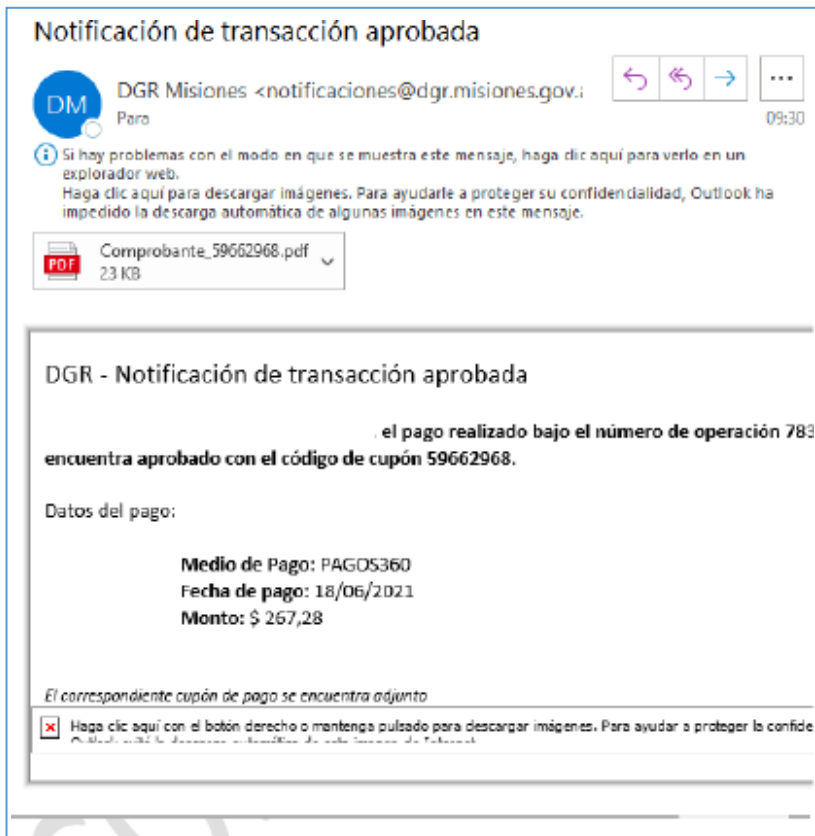 Notificación de transacción aprobada
DM
DGR Misiones <notificaciones@dgr.misiones.gov.
Para
09:30
Si hay problemas con el modo en que se muestra este mensaje, haga clic aquí para verlo en un
explorador web.
Haga clic aquí para descargar imágenes. Para ayudarle a proteger su confidencialidad, Outlook ha
impedido la descarga automática de algunas imágenes en este mensaje.
PDF
Comprobante_59662968.pdf
23 KB
DGR - Notificación de transacción aprobada
, el pago realizado bajo el número de operación 783
encuentra aprobado con el código de cupón 59662968.
Datos del pago:
Medio de Pago: PAGOS360
Fecha de pago: 18/06/2021
Monto: $ 267,28
El correspondiente cupón de pago se encuentra adjunto
Haga clic aquí con el botón derecho o mantenga pulsado para descargar imágenes. Para ayudar a proteger la confide